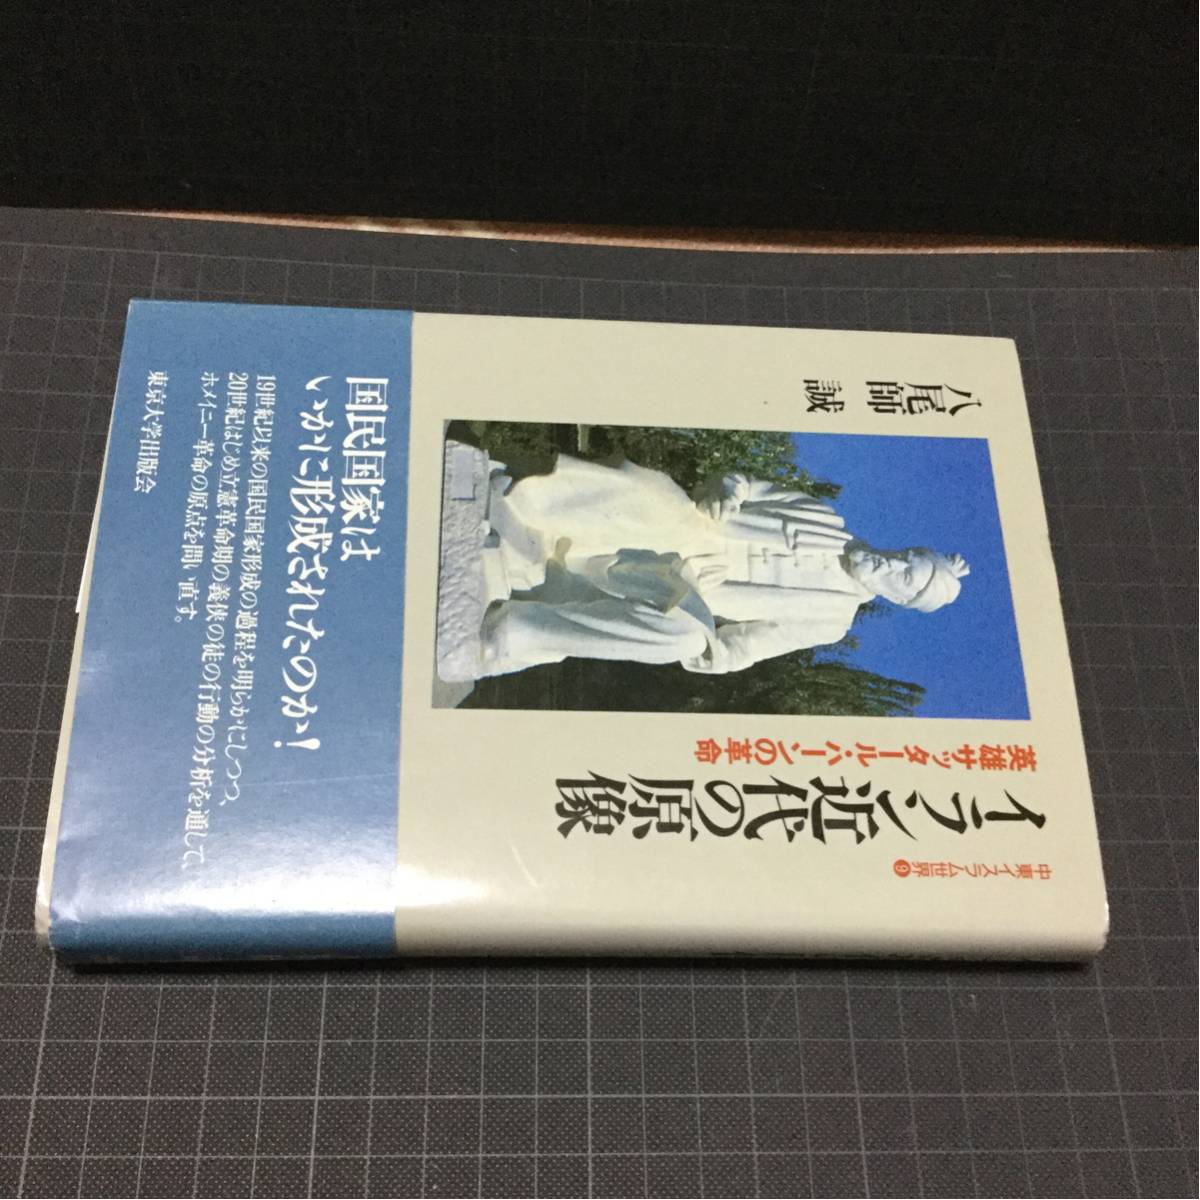 中東イスラム世界❾
イラン近代の原像
英雄サッタール・ハーンの革命
八尾師 誠
国民国家は
いかに形成されたのか!
19世紀以来の国民国家形成の過程を明らかにしつつ、
20世紀はじめ立憲革命期の義侠の徒の行動の分析を通して、
ホメイニー革命の原点を問い直す。
東京大学出版会